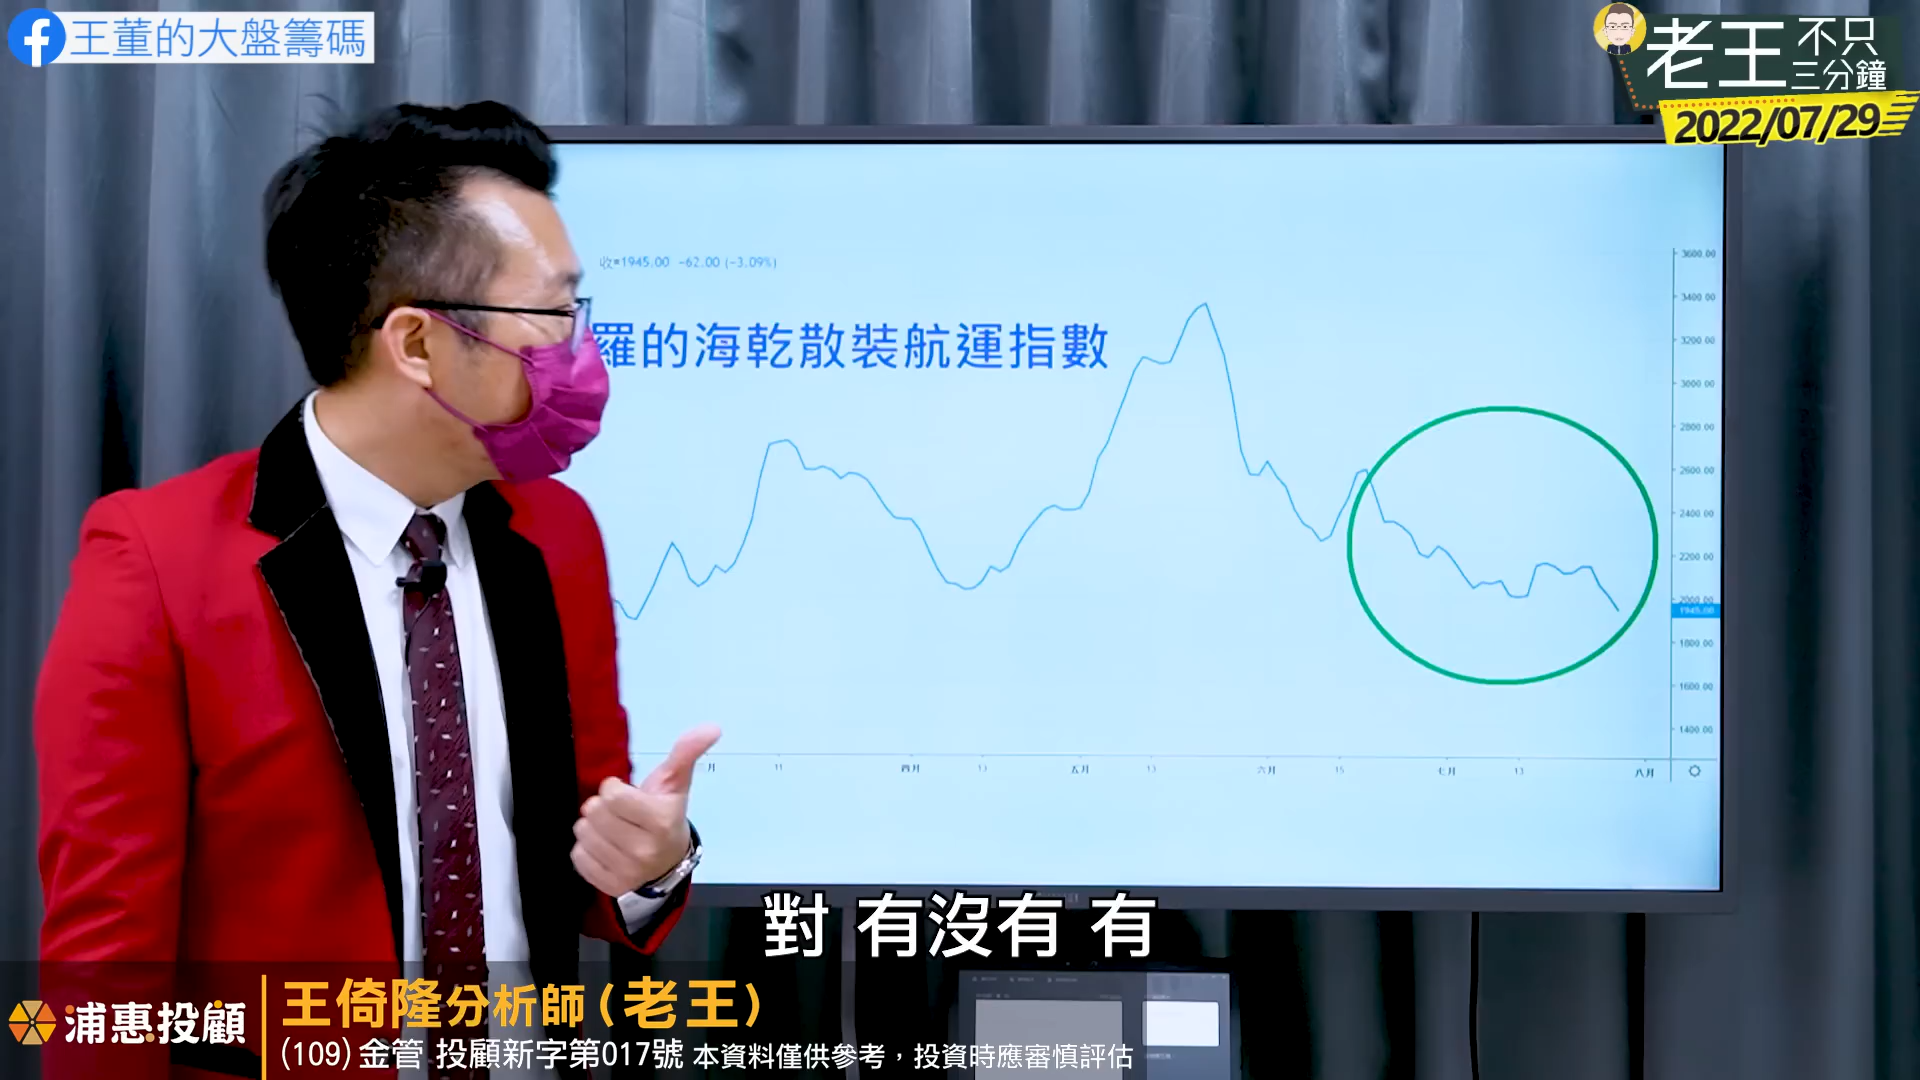 王董的大盤籌碼
老王 不只三分鐘
2022/07/29
收=1945.00 -62.00 (-3.09%)
羅的海乾散裝航運指數
3600.00
3400.00
3200.00
3000.00
2800.00
2600.00
2400.00
2200.00
2000.00
1945.00
1800.00
1600.00
1400.00
月 11 四月 13 五月 13 六月 15 七月 13 八月
對 有沒有 有
浦惠投顧
王倚隆分析師(老王)
(109)金管 投顧新字第017號 本資料僅供參考，投資時應審慎評估